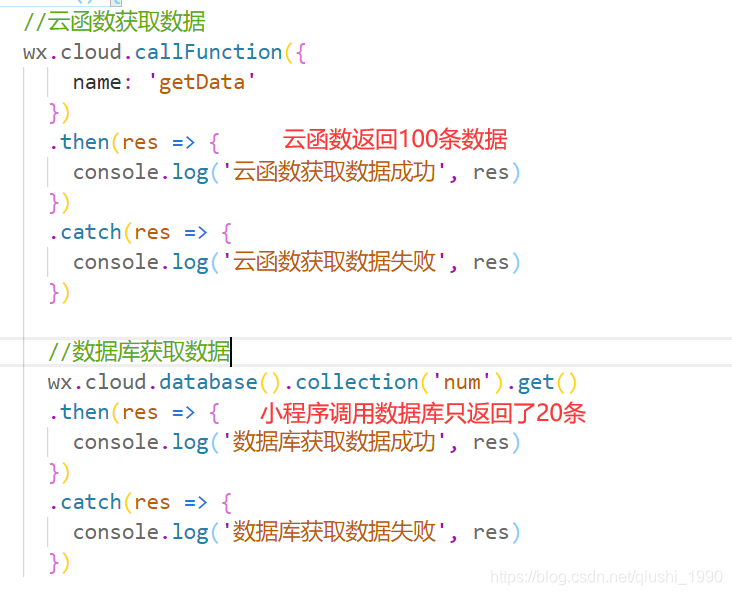 //云函数获取数据
wx.cloud.callFunction({
name: 'getData'
})
.then(res => { 云函数返回100条数据
console.log('云函数获取数据成功', res)
})
.catch(res => {
console.log('云函数获取数据失败', res)
})
//数据库获取数据
wx.cloud.database().collection('num').get()
.then(res => { 小程序调用数据库只返回了20条
console.log('数据库获取数据成功', res)
})
.catch(res => {
console.log('数据库获取数据失败', res)
})
https://blog.csdn.net/qiushi_1990